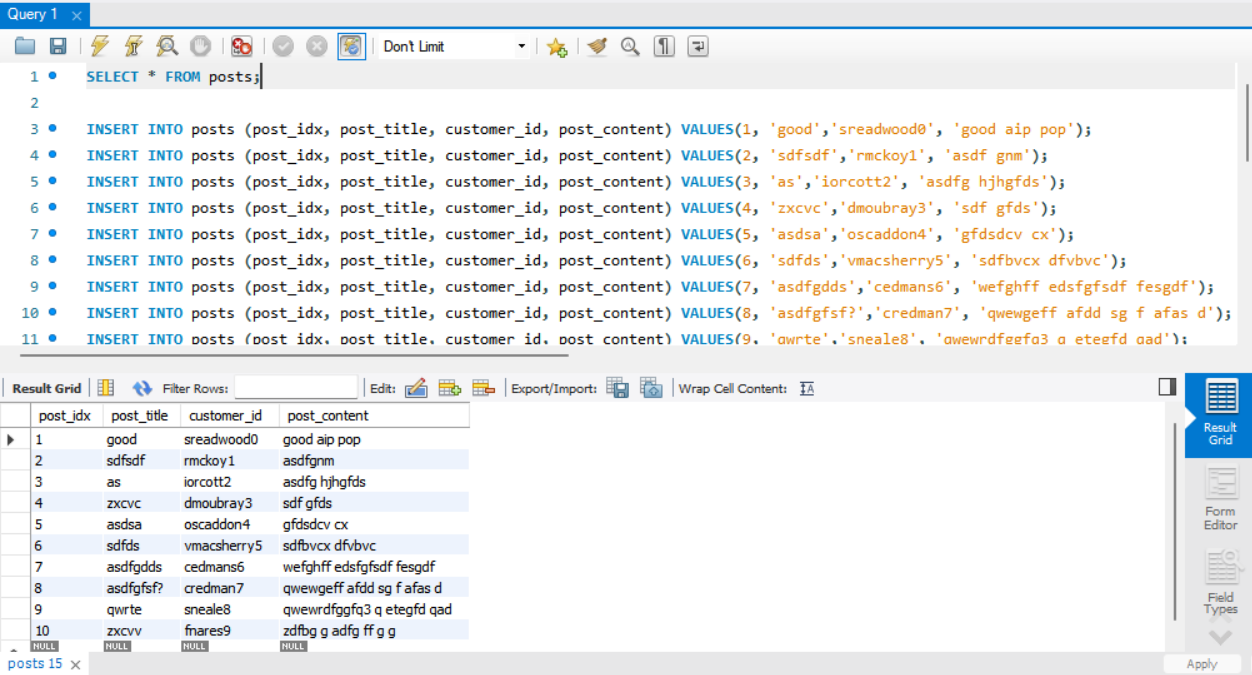 Query 1
Don't Limit
1 SELECT * FROM posts;
2
3 INSERT INTO posts (post_idx, post_title, customer_id, post_content) VALUES(1, 'good','sreadwood0', 'good aip pop');
4 INSERT INTO posts (post_idx, post_title, customer_id, post_content) VALUES(2, 'sdfsdf','rmckoy1', 'asdf gnm');
5 INSERT INTO posts (post_idx, post_title, customer_id, post_content) VALUES(3, 'as','iorcott2', 'asdfg hjhgfds');
6 INSERT INTO posts (post_idx, post_title, customer_id, post_content) VALUES(4, 'zxcvc','dmoubray3', 'sdf gfds');
7 INSERT INTO posts (post_idx, post_title, customer_id, post_content) VALUES(5, 'asdsa','oscaddon4', 'gfdsdcv cx');
8 INSERT INTO posts (post_idx, post_title, customer_id, post_content) VALUES(6, 'sdfds','vmacsherry5', 'sdfbvcx dfvbvc');
9 INSERT INTO posts (post_idx, post_title, customer_id, post_content) VALUES(7, 'asdfgdds','cedmans6', 'wefghff edsfgfsdf fesgdf');
10 INSERT INTO posts (post_idx, post_title, customer_id, post_content) VALUES(8, 'asdfgfsf?','credman7', 'qwewgeff afdd sg f afas d');
11 INSERT INTO posts (post_idx, post_title, customer_id, post_content) VALUES(9, 'qwrte','sneale8', 'qwewrdfggfq3 q etegfd qad');
Result Grid Filter Rows: Edit: Export/Import: Wrap Cell Content:
post_idx post_title customer_id post_content
1 good sreadwood0 good aip pop
2 sdfsdf rmckoy1 asdfgnm
3 as iorcott2 asdfg hjhgfds
4 zxcvc dmoubray3 sdf gfds
5 asdsa oscaddon4 gfdsdcv cx
6 sdfds vmacsherry5 sdfbvcx dfvbvc
7 asdfgdds cedmans6 wefghff edsfgfsdf fesgdf
8 asdfgfsf? credman7 qwewgeff afdd sg f afas d
9 qwrte sneale8 qwewrdfggfq3 q etegfd qad
10 zxcvv fnares9 zdfbg g adfg ff g g
NULL NULL NULL NULL
Result
Grid
Form
Editor
Field
Types
posts 15
Apply